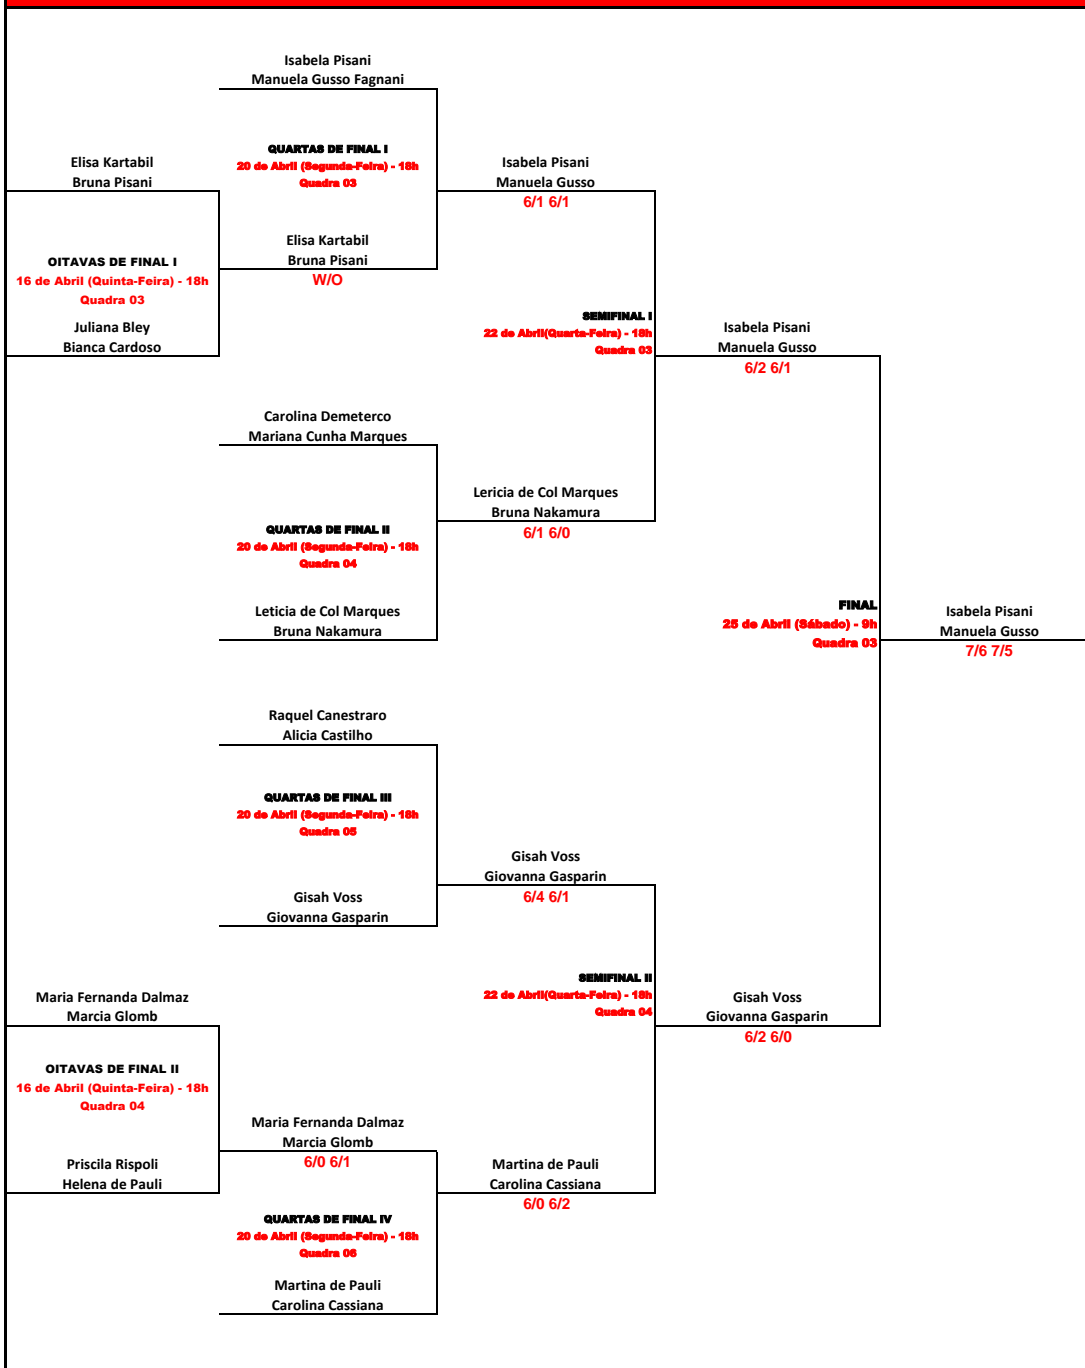 Isabela Pisani
Manuela Gusso Fagnani
QUARTAS DE FINAL I
20 de Abril (Segunda-Feira) - 18h
Quadra 03
Elisa Kartabil
Bruna Pisani
Isabela Pisani
Manuela Gusso
6/1 6/1
Elisa Kartabil
Bruna Pisani
W/O
OITAVAS DE FINAL I
16 de Abril (Quinta-Feira) - 18h
Quadra 03
Juliana Bley
Bianca Cardoso
SEMIFINAL I
22 de Abril(Quarta-Feira) - 18h
Quadra 03
Isabela Pisani
Manuela Gusso
6/2 6/1
Carolina Demeterco
Mariana Cunha Marques
Lericia de Col Marques
Bruna Nakamura
6/1 6/0
QUARTAS DE FINAL II
20 de Abril (Segunda-Feira) - 18h
Quadra 04
Leticia de Col Marques
Bruna Nakamura
FINAL
25 de Abril (Sábado) - 9h
Quadra 03
Isabela Pisani
Manuela Gusso
7/6 7/5
Raquel Canestraro
Alicia Castilho
QUARTAS DE FINAL III
20 de Abril (Segunda-Feira) - 18h
Quadra 05
Gisah Voss
Giovanna Gasparin
6/4 6/1
Gisah Voss
Giovanna Gasparin
SEMIFINAL II
22 de Abril(Quarta-Feira) - 18h
Quadra 04
Maria Fernanda Dalmaz
Marcia Glomb
Gisah Voss
Giovanna Gasparin
6/2 6/0
OITAVAS DE FINAL II
16 de Abril (Quinta-Feira) - 18h
Quadra 04
Maria Fernanda Dalmaz
Marcia Glomb
6/0 6/1
Priscila Rispoli
Helena de Pauli
Martina de Pauli
Carolina Cassiana
6/0 6/2
QUARTAS DE FINAL IV
20 de Abril (Segunda-Feira) - 18h
Quadra 06
Martina de Pauli
Carolina Cassiana